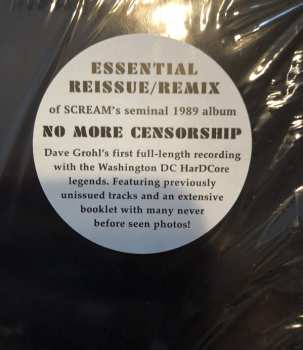 ESSENTIAL
REISSUE/REMIX
of SCREAM's seminal 1989 album
NO MORE CENSORSHIP
Dave Grohl's first full-length recording
with the Washington DC HarDCore
legends. Featuring previously
unissued tracks and an extensive
booklet with many never
before seen photos!